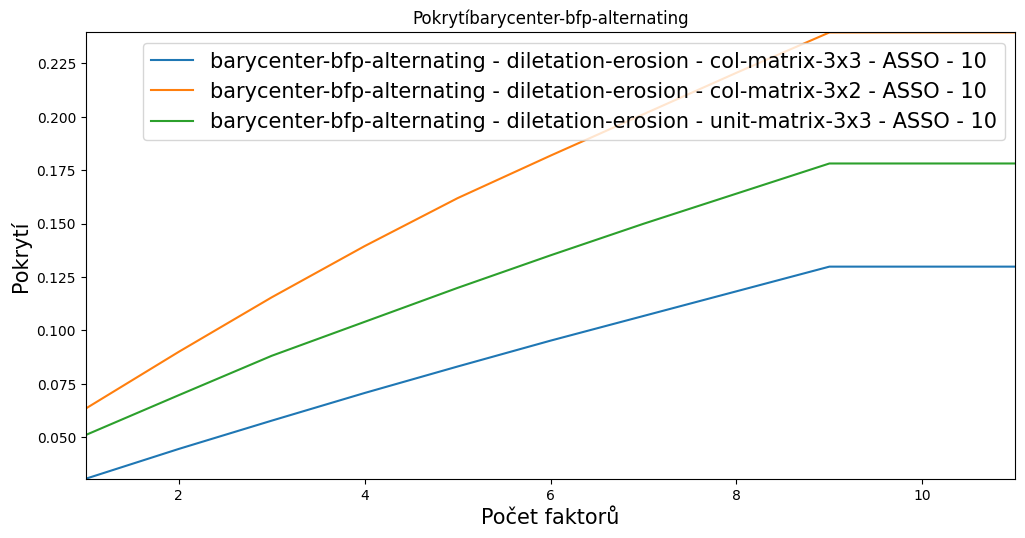 Pokrytíbarycenter-bfp-alternating
barycenter-bfp-alternating - diletation-erosion - col-matrix-3x3 - ASSO - 10
barycenter-bfp-alternating - diletation-erosion - col-matrix-3x2 - ASSO - 10
barycenter-bfp-alternating - diletation-erosion - unit-matrix-3x3 - ASSO - 10
Pokrytí
0.225
0.200
0.175
0.150
0.125
0.100
0.075
0.050
2 4 6 8 10
Počet faktorů